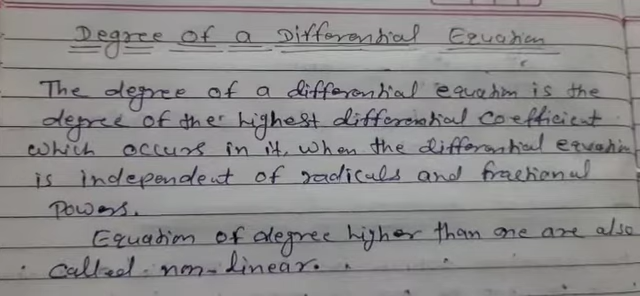 Degree of a Differential Equation
The degree of a differential equation is the
degree of the highest differential coefficient
which occurs in it, when the differential equation
is independent of radicals and fractional
powers.
Equation of degree higher than one are also
called non-linear.